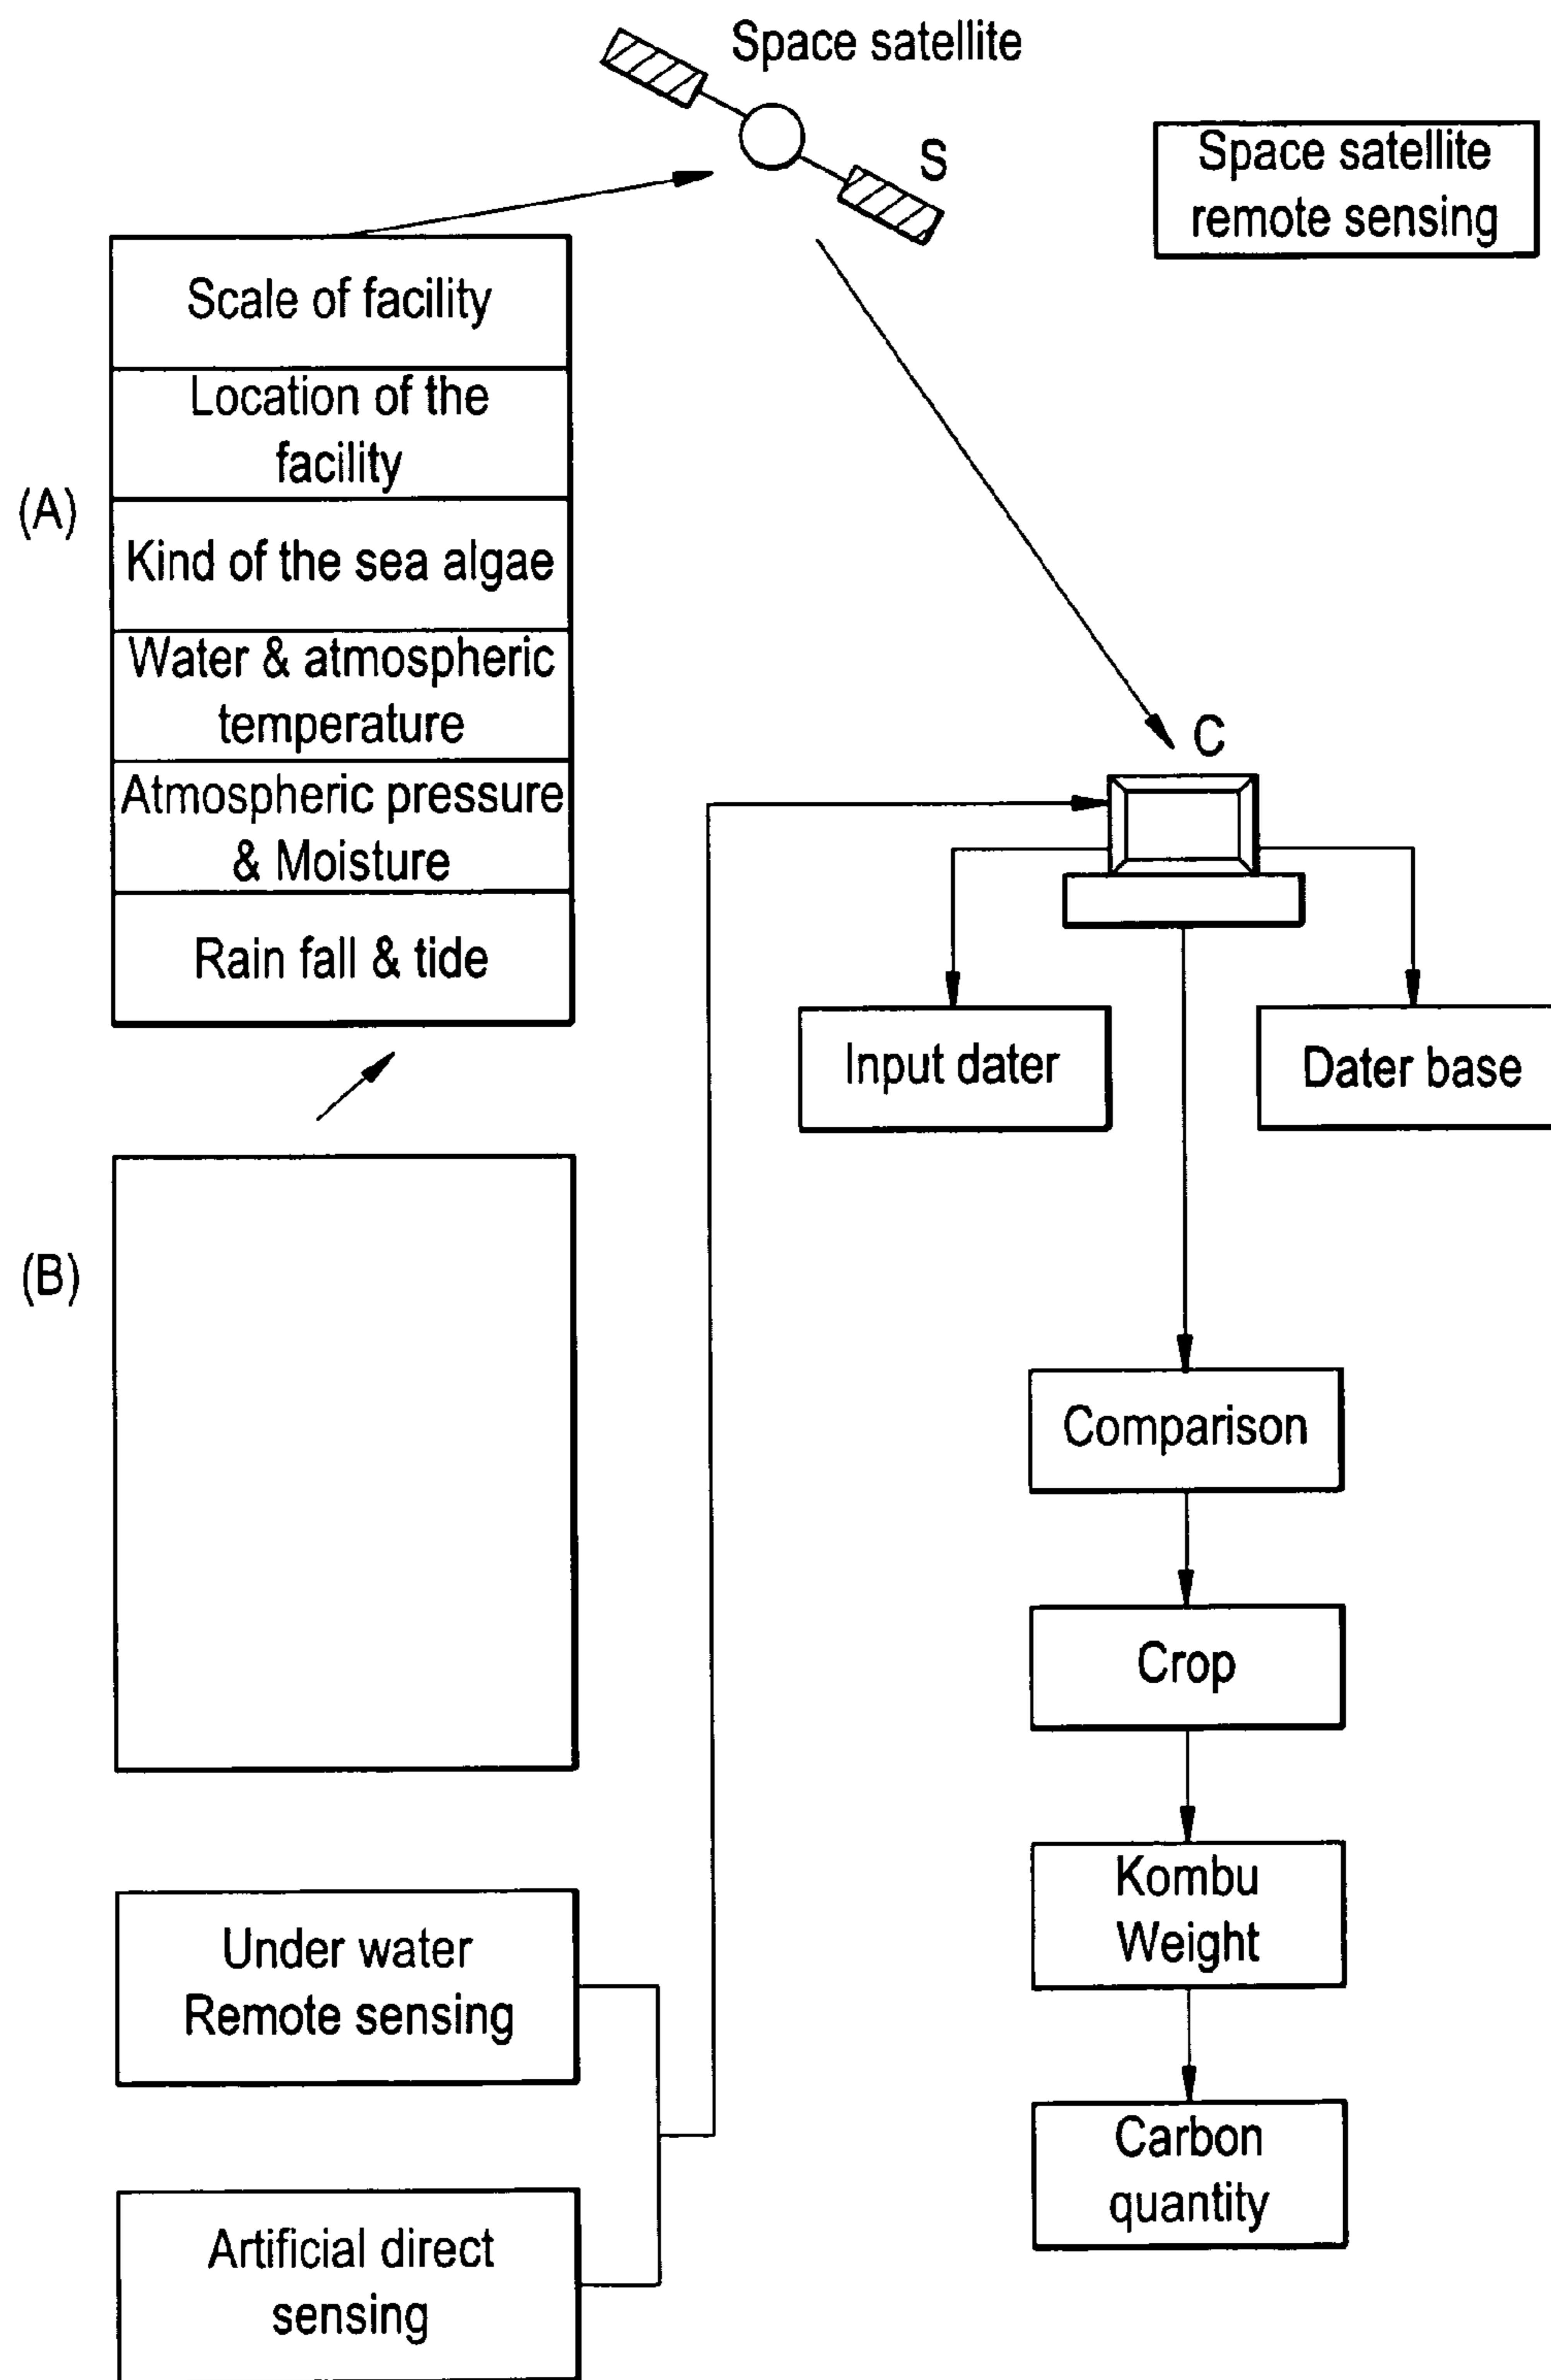 Space satellite
S
Space satellite
remote sensing
Scale of facility
Location of the
facility
(A)
Kind of the sea algae
Water & atmospheric
temperature
Atmospheric pressure
& Moisture
Rain fall & tide
C
Input dater
Dater base
(B)
Comparison
Crop
Kombu
Weight
Under water
Remote sensing
Carbon
quantity
Artificial direct
sensing